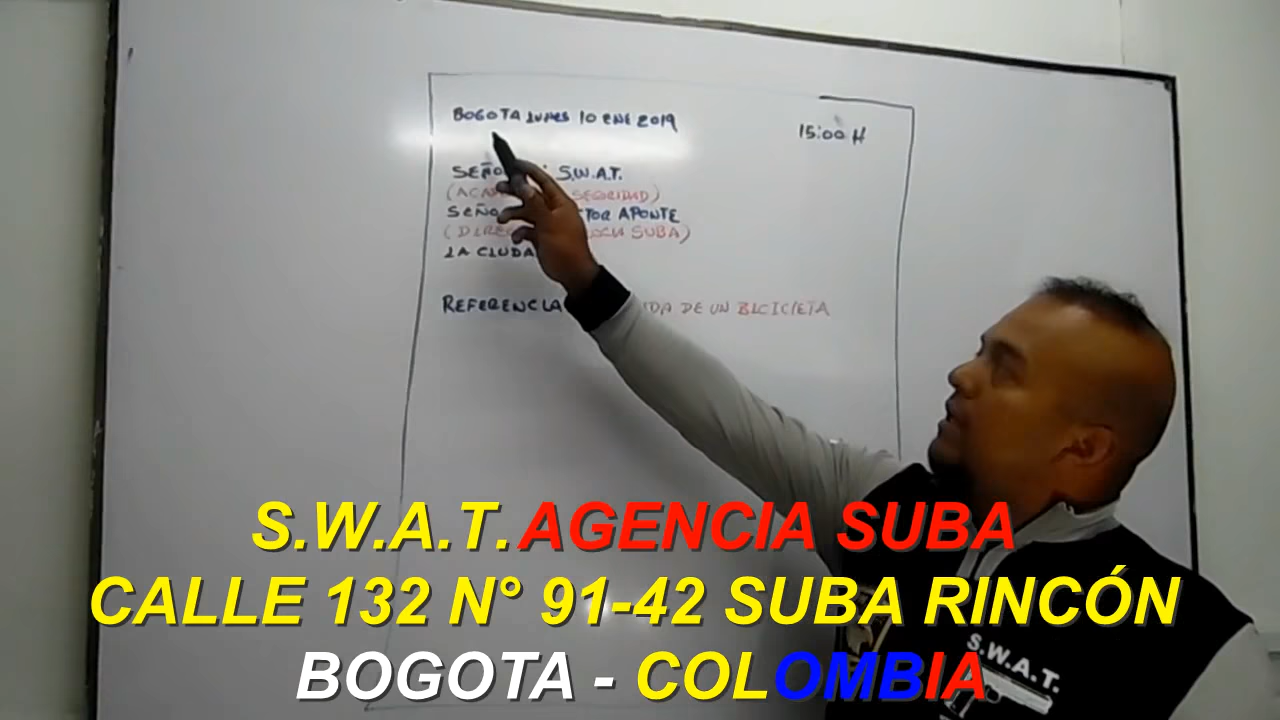 BOGOTA LUNES 10 ENE 2019
15:00 H
S.W.A.T.
SEGURIDAD)
APONTE
SUBA)
LA
REFERENCIA
DE UN BICICLETA
S.W.A.T. AGENCIA SUBA
CALLE 132 N° 91-42 SUBA RINCÓN
BOGOTA - COLOMBIA
S.W.A.T.